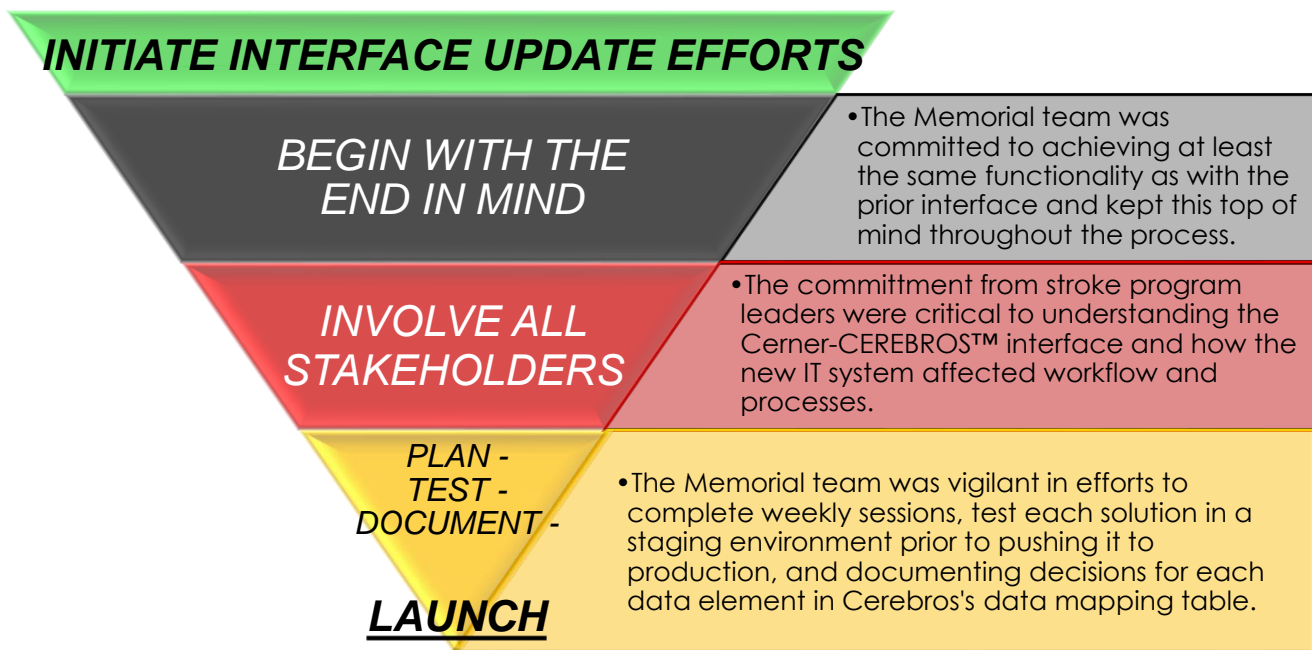 INITIATE INTERFACE UPDATE EFFORTS
BEGIN WITH THE
END IN MIND
•The Memorial team was
committed to achieving at least
the same functionality as with the
prior interface and kept this top of
mind throughout the process.
INVOLVE ALL
STAKEHOLDERS
•The committment from stroke program
leaders were critical to understanding the
Cerner-CEREBROS™ interface and how the
new IT system affected workflow and
processes.
PLAN -
TEST -
DOCUMENT -
LAUNCH
•The Memorial team was vigilant in efforts to
complete weekly sessions, test each solution in a
staging environment prior to pushing it to
production, and documenting decisions for each
data element in Cerebros's data mapping table.